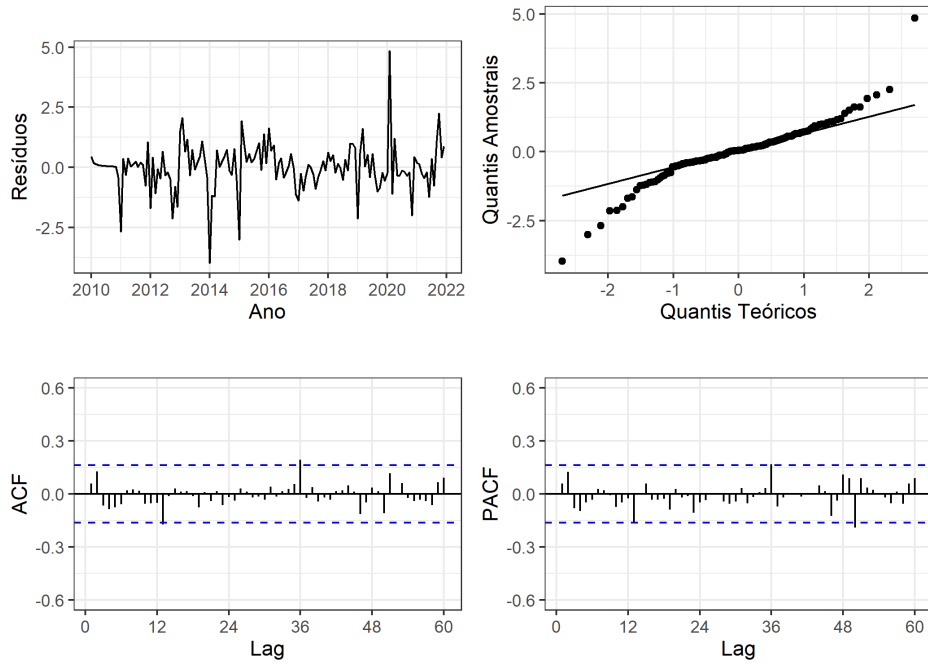 Resíduos
5.0
2.5
0.0
-2.5
2010 2012 2014 2016 2018 2020 2022
Ano
Quantis Amostrais
5.0
2.5
0.0
-2.5
-2 -1 0 1 2
Quantis Teóricos
ACF
0.6
0.3
0.0
-0.3
-0.6
0 12 24 36 48 60
Lag
PACF
0.6
0.3
0.0
-0.3
-0.6
0 12 24 36 48 60
Lag